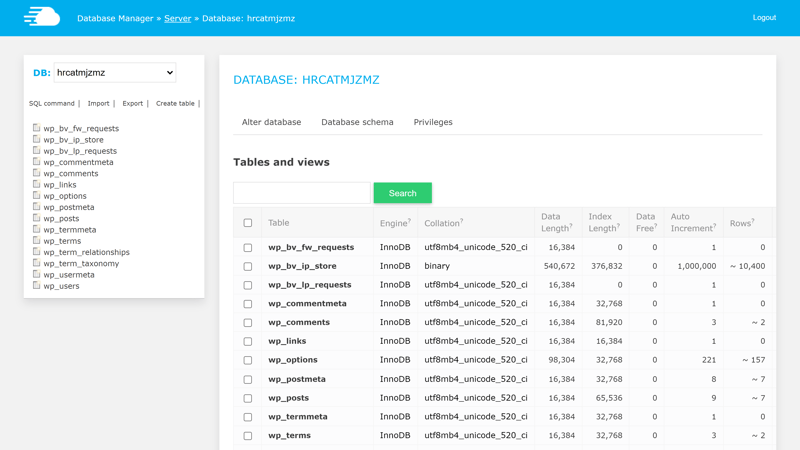 Database Manager » Server » Database: hrcatmjzmz
Logout
DB: hrcatmjzmz
SQL command | Import | Export | Create table |
wp_bv_fw_requests
wp_bv_ip_store
wp_bv_lp_requests
wp_commentmeta
wp_comments
wp_links
wp_options
wp_postmeta
wp_posts
wp_termmeta
wp_terms
wp_term_relationships
wp_term_taxonomy
wp_usermeta
wp_users
DATABASE: HRCATMJZMZ
Alter database Database schema Privileges
Tables and views
Search
Table Engine? Collation? Data Length? Index Length? Data Free? Auto Increment? Rows?
wp_bv_fw_requests InnoDB utf8mb4_unicode_520_ci 16,384 0 0 1 0
wp_bv_ip_store InnoDB binary 540,672 376,832 0 1,000,000 ~ 10,400
wp_bv_lp_requests InnoDB utf8mb4_unicode_520_ci 16,384 0 0 1 0
wp_commentmeta InnoDB utf8mb4_unicode_520_ci 16,384 32,768 0 1 0
wp_comments InnoDB utf8mb4_unicode_520_ci 16,384 81,920 0 3 ~ 2
wp_links InnoDB utf8mb4_unicode_520_ci 16,384 16,384 0 1 0
wp_options InnoDB utf8mb4_unicode_520_ci 98,304 32,768 0 221 ~ 157
wp_postmeta InnoDB utf8mb4_unicode_520_ci 16,384 32,768 0 8 ~ 7
wp_posts InnoDB utf8mb4_unicode_520_ci 16,384 65,536 0 9 ~ 7
wp_termmeta InnoDB utf8mb4_unicode_520_ci 16,384 32,768 0 1 0
wp_terms InnoDB utf8mb4_unicode_520_ci 16,384 32,768 0 3 ~ 2